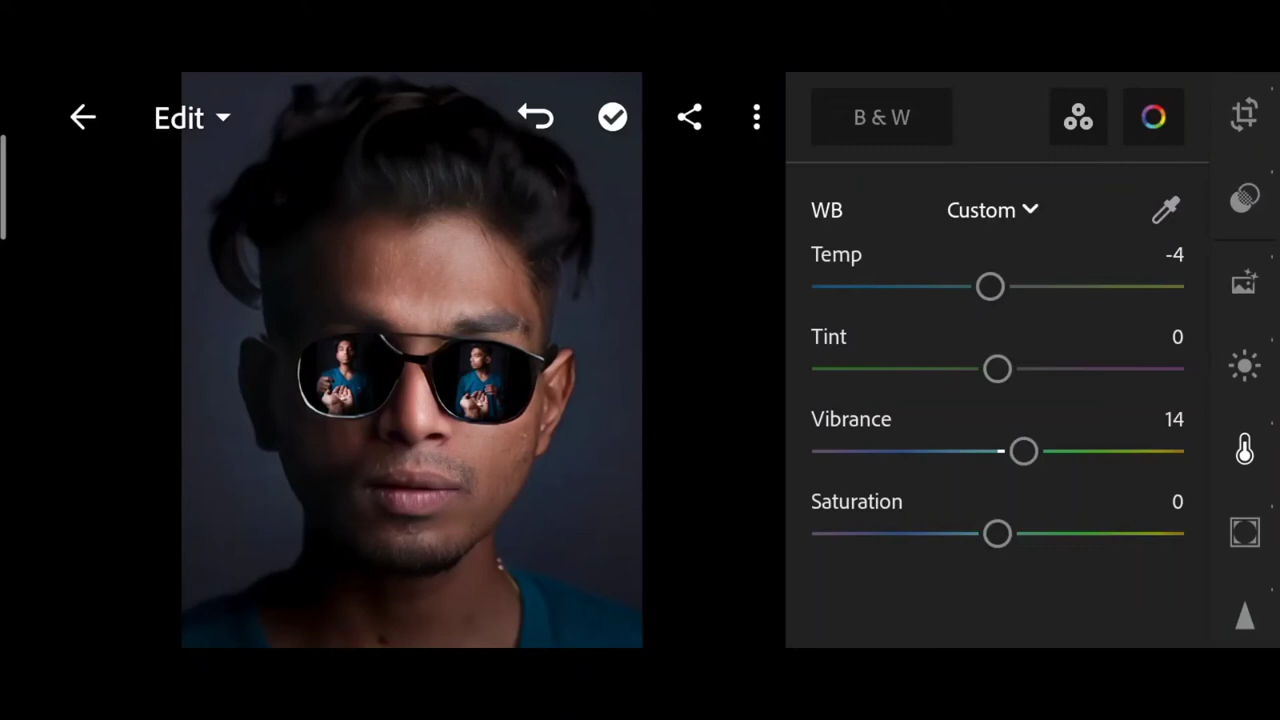 Edit
B & W
WB Custom
Temp -4
Tint 0
Vibrance 14
Saturation 0